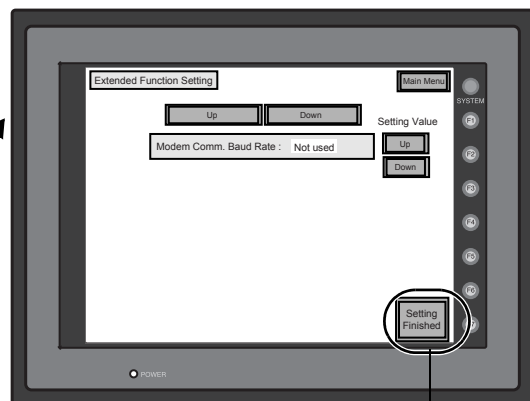 Extended Function Setting
Main Menu
SYSTEM
Up
Down
Setting Value
F1
Modem Comm. Baud Rate : Not used
Up
Down
F2
F3
F4
F5
F6
Setting
Finished
POWER